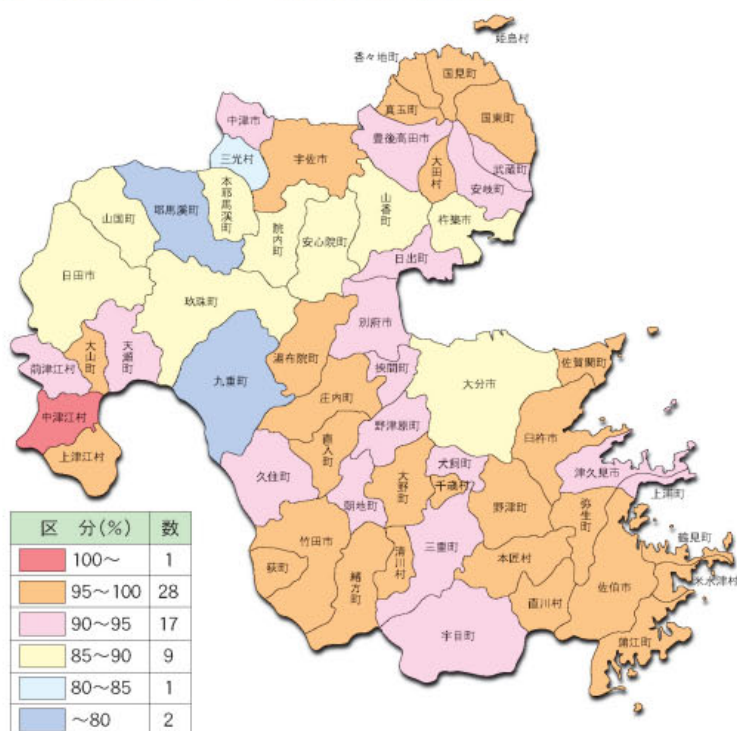 姫島村
香々地町
国見町
真玉町
国東町
中津市
豊後高田市
三光村
宇佐市
大田村
武蔵町
安岐町
本耶馬溪町
耶馬溪町
山国町
院内町
安心院町
山香町
杵築市
日出町
日田市
玖珠町
別府市
大山町
天瀬町
前津江村
湯布院町
挾間町
佐賀関町
九重町
大分市
庄内町
中津江村
野津原町
臼杵市
上津江村
直入町
久住町
犬飼町
津久見市
大野町
千歳村
朝地町
野津町
弥生町
上浦町
鶴見町
竹田市
清川村
三重町
本匠村
米水津村
荻町
緒方町
直川村
佐伯市
宇目町
蒲江町
区 分(%) 数
100~ 1
95~100 28
90~95 17
85~90 9
80~85 1
~80 2